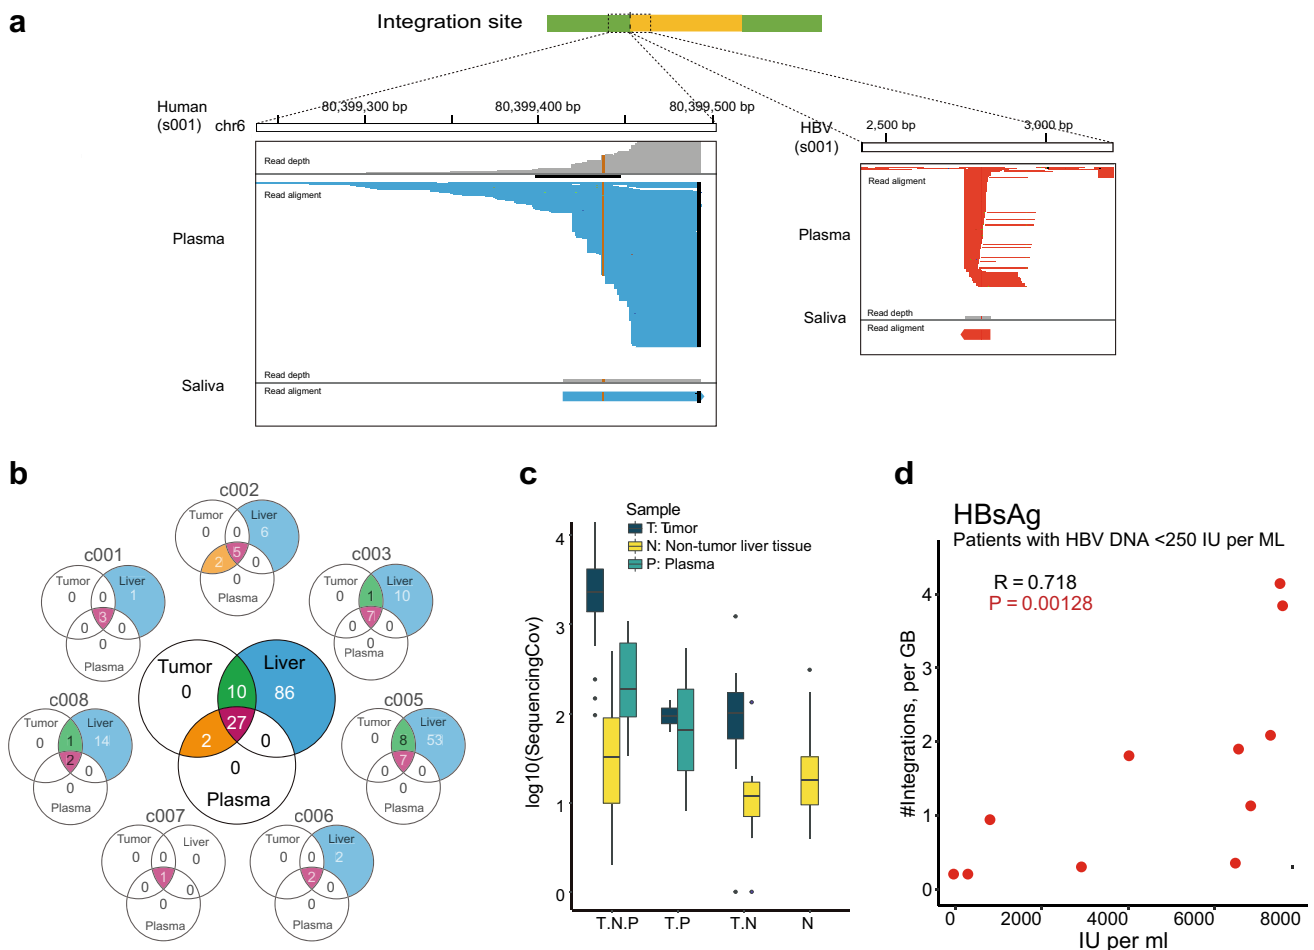 a
Integration site
Human
(s001)
chr6
80,399,300 bp
80,399,400 bp
80,499,500 bp
Read depth
Read aligment
Plasma
Saliva
Read depth
Read aligment
HBV
(s001)
2,500 bp
3,000 bp
Read aligment
Plasma
Saliva
Read depth
Read aligment
b
c002
Tumor
Liver
0
0
6
2
5
0
0
Plasma
c001
Tumor
Liver
0
0
1
0
3
0
0
Plasma
c003
Tumor
Liver
0
1
10
0
7
0
0
Plasma
Tumor
Liver
0
10
86
2
27
0
0
Plasma
c008
Tumor
Liver
0
1
14
0
2
0
0
Plasma
c005
Tumor
Liver
0
8
53
0
7
0
0
Plasma
c007
Tumor
Liver
0
0
0
0
1
0
0
Plasma
c006
Tumor
Liver
0
0
2
0
2
0
0
Plasma
c
Sample
T: Tumor
N: Non-tumor liver tissue
P: Plasma
log10(SequencingCov)
4
3
2
1
0
T.N.P
T.P
T.N
N
d
HBsAg
Patients with HBV DNA <250 IU per ML
R = 0.718
P = 0.00128
#Integrations, per GB
4
3
2
1
0
0
2000
4000
6000
8000
IU per ml